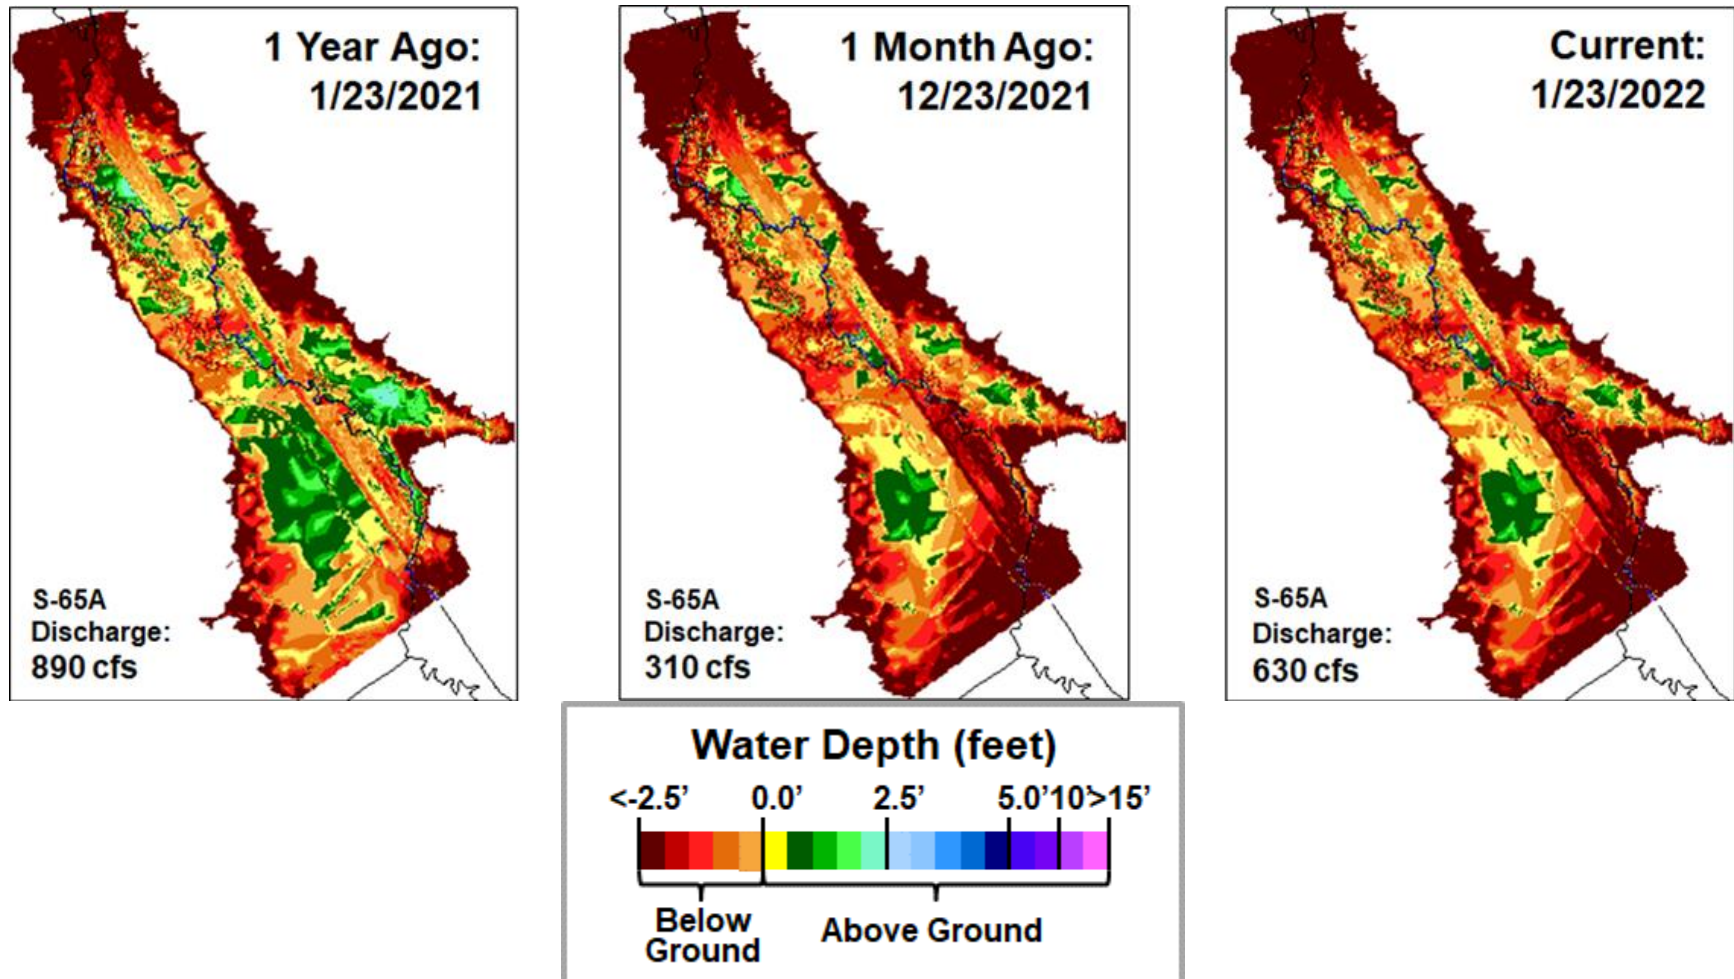 1 Year Ago:
1/23/2021
S-65A
Discharge:
890 cfs
1 Month Ago:
12/23/2021
S-65A
Discharge:
310 cfs
Current:
1/23/2022
S-65A
Discharge:
630 cfs
Water Depth (feet)
<-2.5’ 0.0’ 2.5’ 5.0’10’>15’
Below
Ground
Above Ground